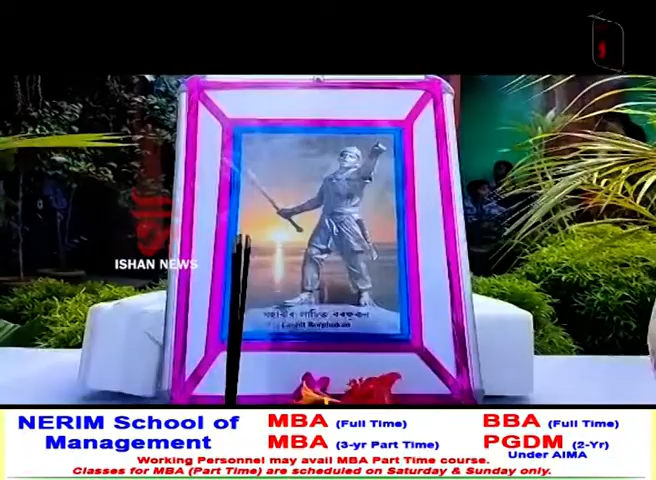 ISHAN NEWS
মহাবীৰ লাচিত বৰফুকন
Lachit Borphukan
NERIM School of Management
MBA (Full Time)
BBA (Full Time)
MBA (3-yr Part Time)
PGDM (2-Yr)
Under AIMA
Working Personnel may avail MBA Part Time course.
Classes for MBA (Part Time) are scheduled on Saturday & Sunday only.